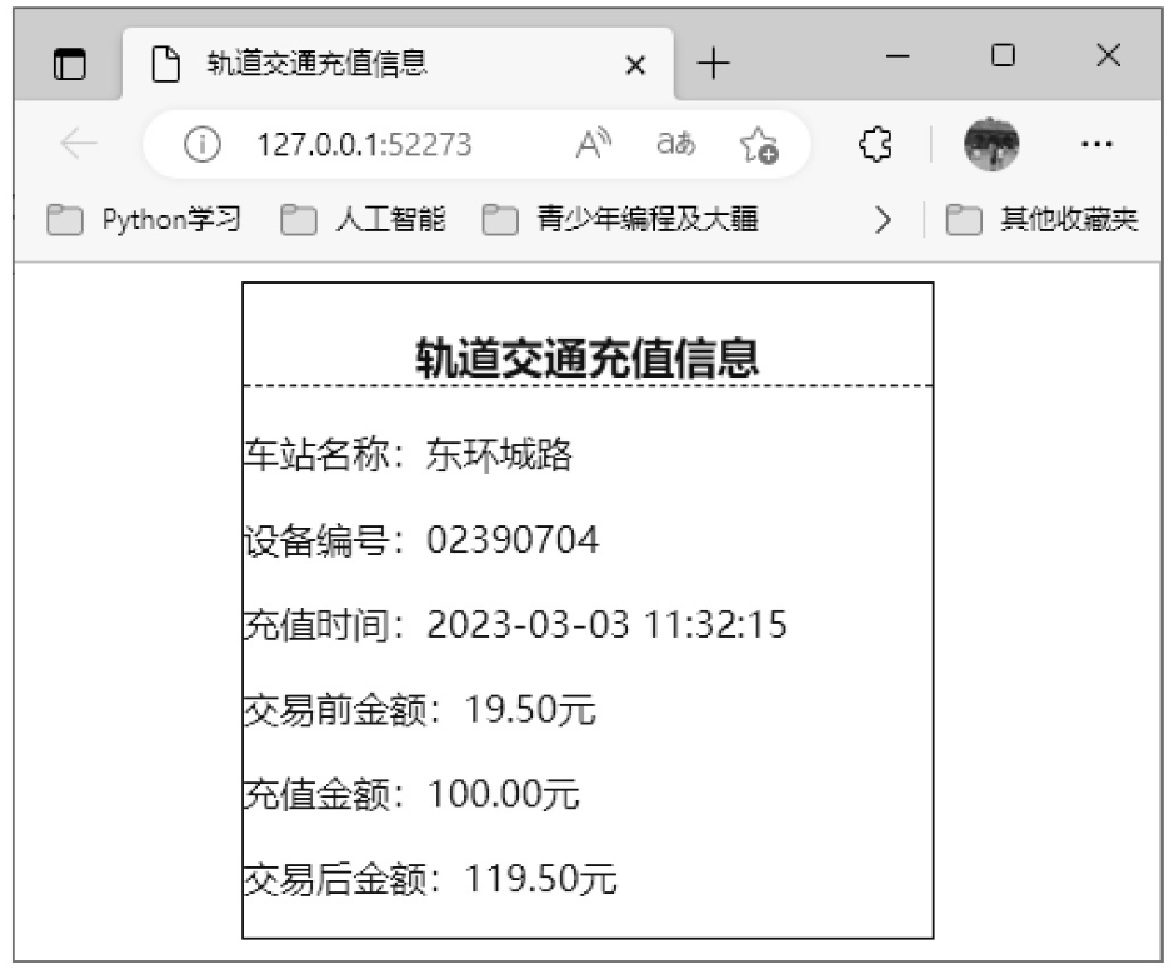 轨道交通充值信息
127.0.0.1:52273 A aあ
Python学习 人工智能 青少年编程及大疆 其他收藏夹
轨道交通充值信息
车站名称：东环城路
设备编号：02390704
充值时间：2023-03-03 11:32:15
交易前金额：19.50元
充值金额：100.00元
交易后金额：119.50元